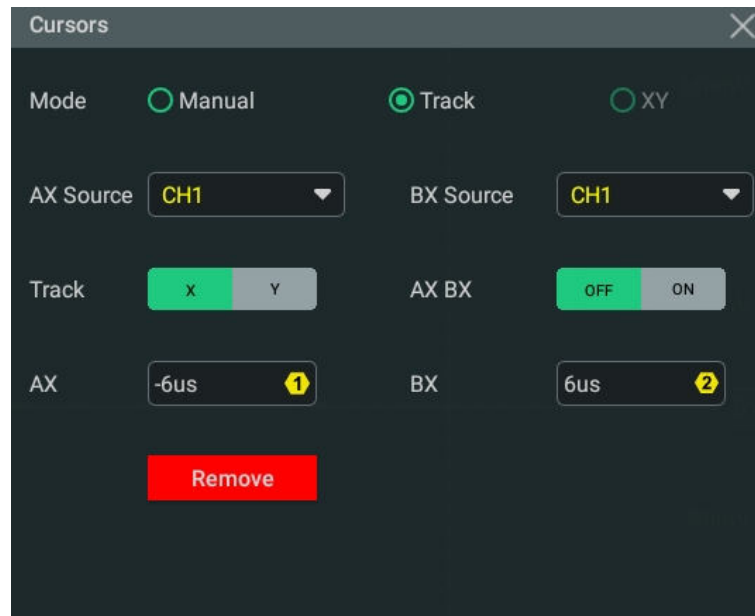 Cursors
Mode Manual Track XY
AX Source CH1 BX Source CH1
Track X Y AX BX OFF ON
AX -6us 1 BX 6us 2
Remove